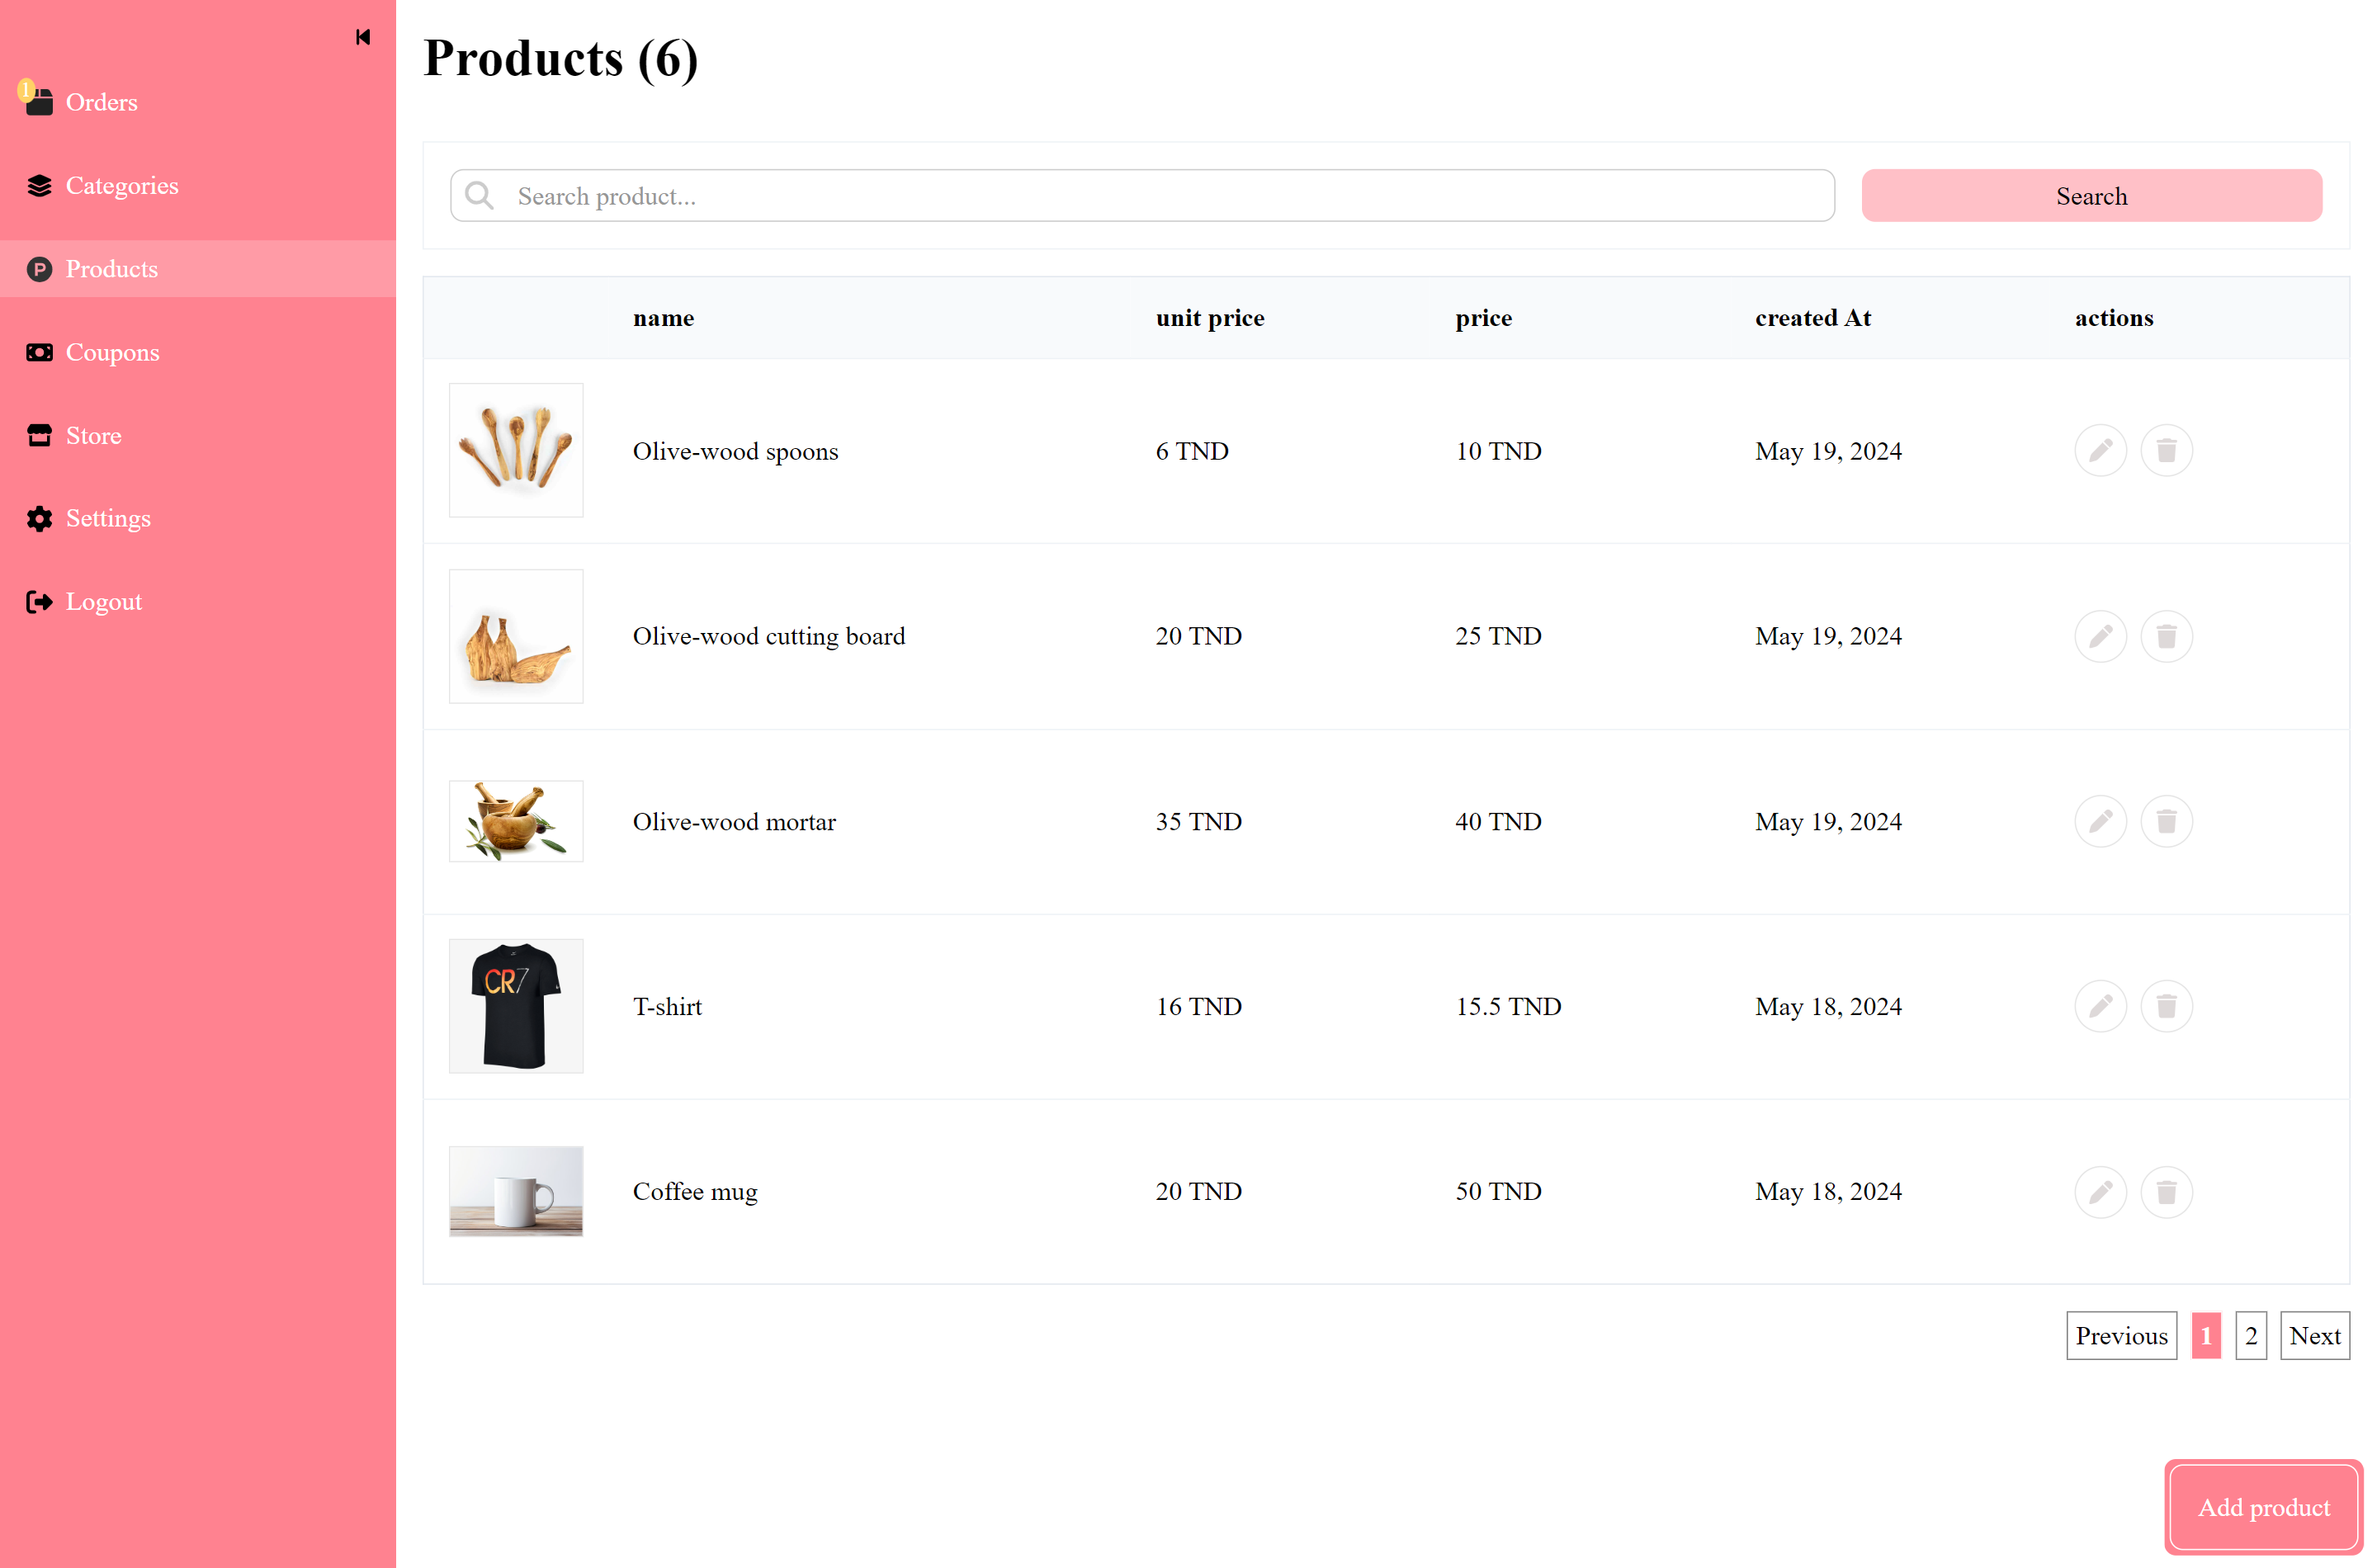 1
Orders
Categories
P
Products
Coupons
Store
Settings
Logout
Products (6)
Search product...
Search
name unit price price created At actions
Olive-wood spoons 6 TND 10 TND May 19, 2024
Olive-wood cutting board 20 TND 25 TND May 19, 2024
Olive-wood mortar 35 TND 40 TND May 19, 2024
CR7
T-shirt 16 TND 15.5 TND May 18, 2024
Coffee mug 20 TND 50 TND May 18, 2024
Previous 1 2 Next
Add product